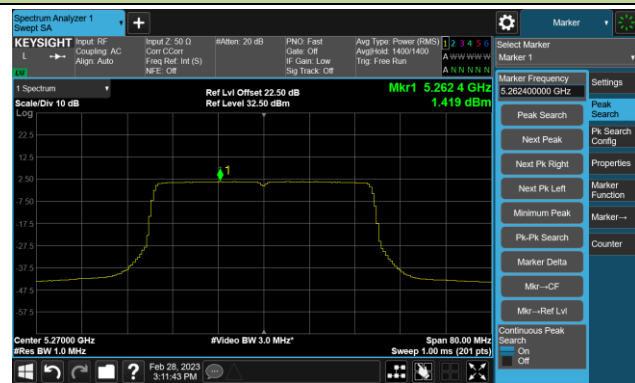 Spectrum Analyzer 1
Swept SA
+
Marker
KEYSIGHT
L
Input: RF
Coupling: AC
Align: Auto
Input Z: 50 Ω
Corr CCorr
Freq Ref: Int (S)
NFE: Off
#Atten: 20 dB
PNO: Fast
Gate: Off
IF Gain: Low
Sig Track: Off
Avg Type: Power (RMS)
Avg|Hold: 1400/1400
Trig: Free Run
1 2 3 4 5 6
A W W W W W
A N N N N N
LW
1 Spectrum
Scale/Div 10 dB
Log
Ref Lvl Offset 22.50 dB
Ref Level 32.50 dBm
Mkr1 5.262 4 GHz
1.419 dBm
22.5
12.5
2.50
-7.50
-17.5
-27.5
-37.5
-47.5
-57.5
1
Center 5.27000 GHz
#Res BW 1.0 MHz
#Video BW 3.0 MHz*
Span 80.00 MHz
Sweep 1.00 ms (201 pts)
Feb 28, 2023
3:11:43 PM
?
Select Marker
Marker 1
Marker Frequency
5.262400000 GHz
Peak Search
Next Peak
Next Pk Right
Next Pk Left
Minimum Peak
Pk-Pk Search
Marker Delta
Mkr→CF
Mkr→Ref Lvl
Continuous Peak
Search
On
Off
Settings
Peak
Search
Pk Search
Config
Properties
Marker
Function
Marker→
Counter